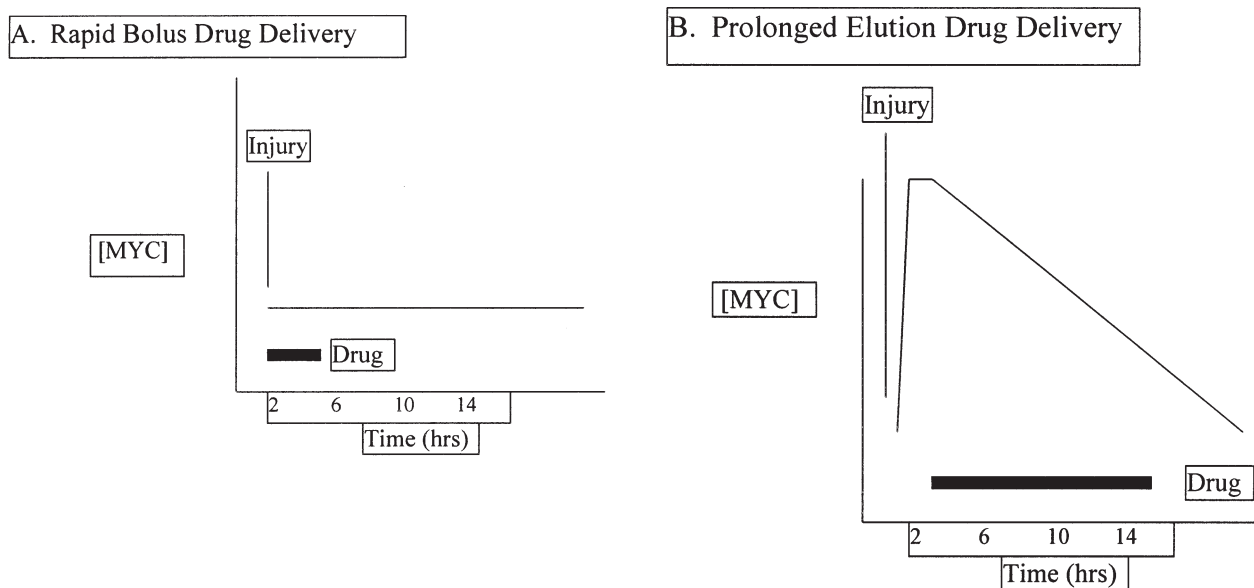 A. Rapid Bolus Drug Delivery
Injury
[MYC]
Drug
2 6 10 14
Time (hrs)
B. Prolonged Elution Drug Delivery
Injury
[MYC]
Drug
2 6 10 14
Time (hrs)